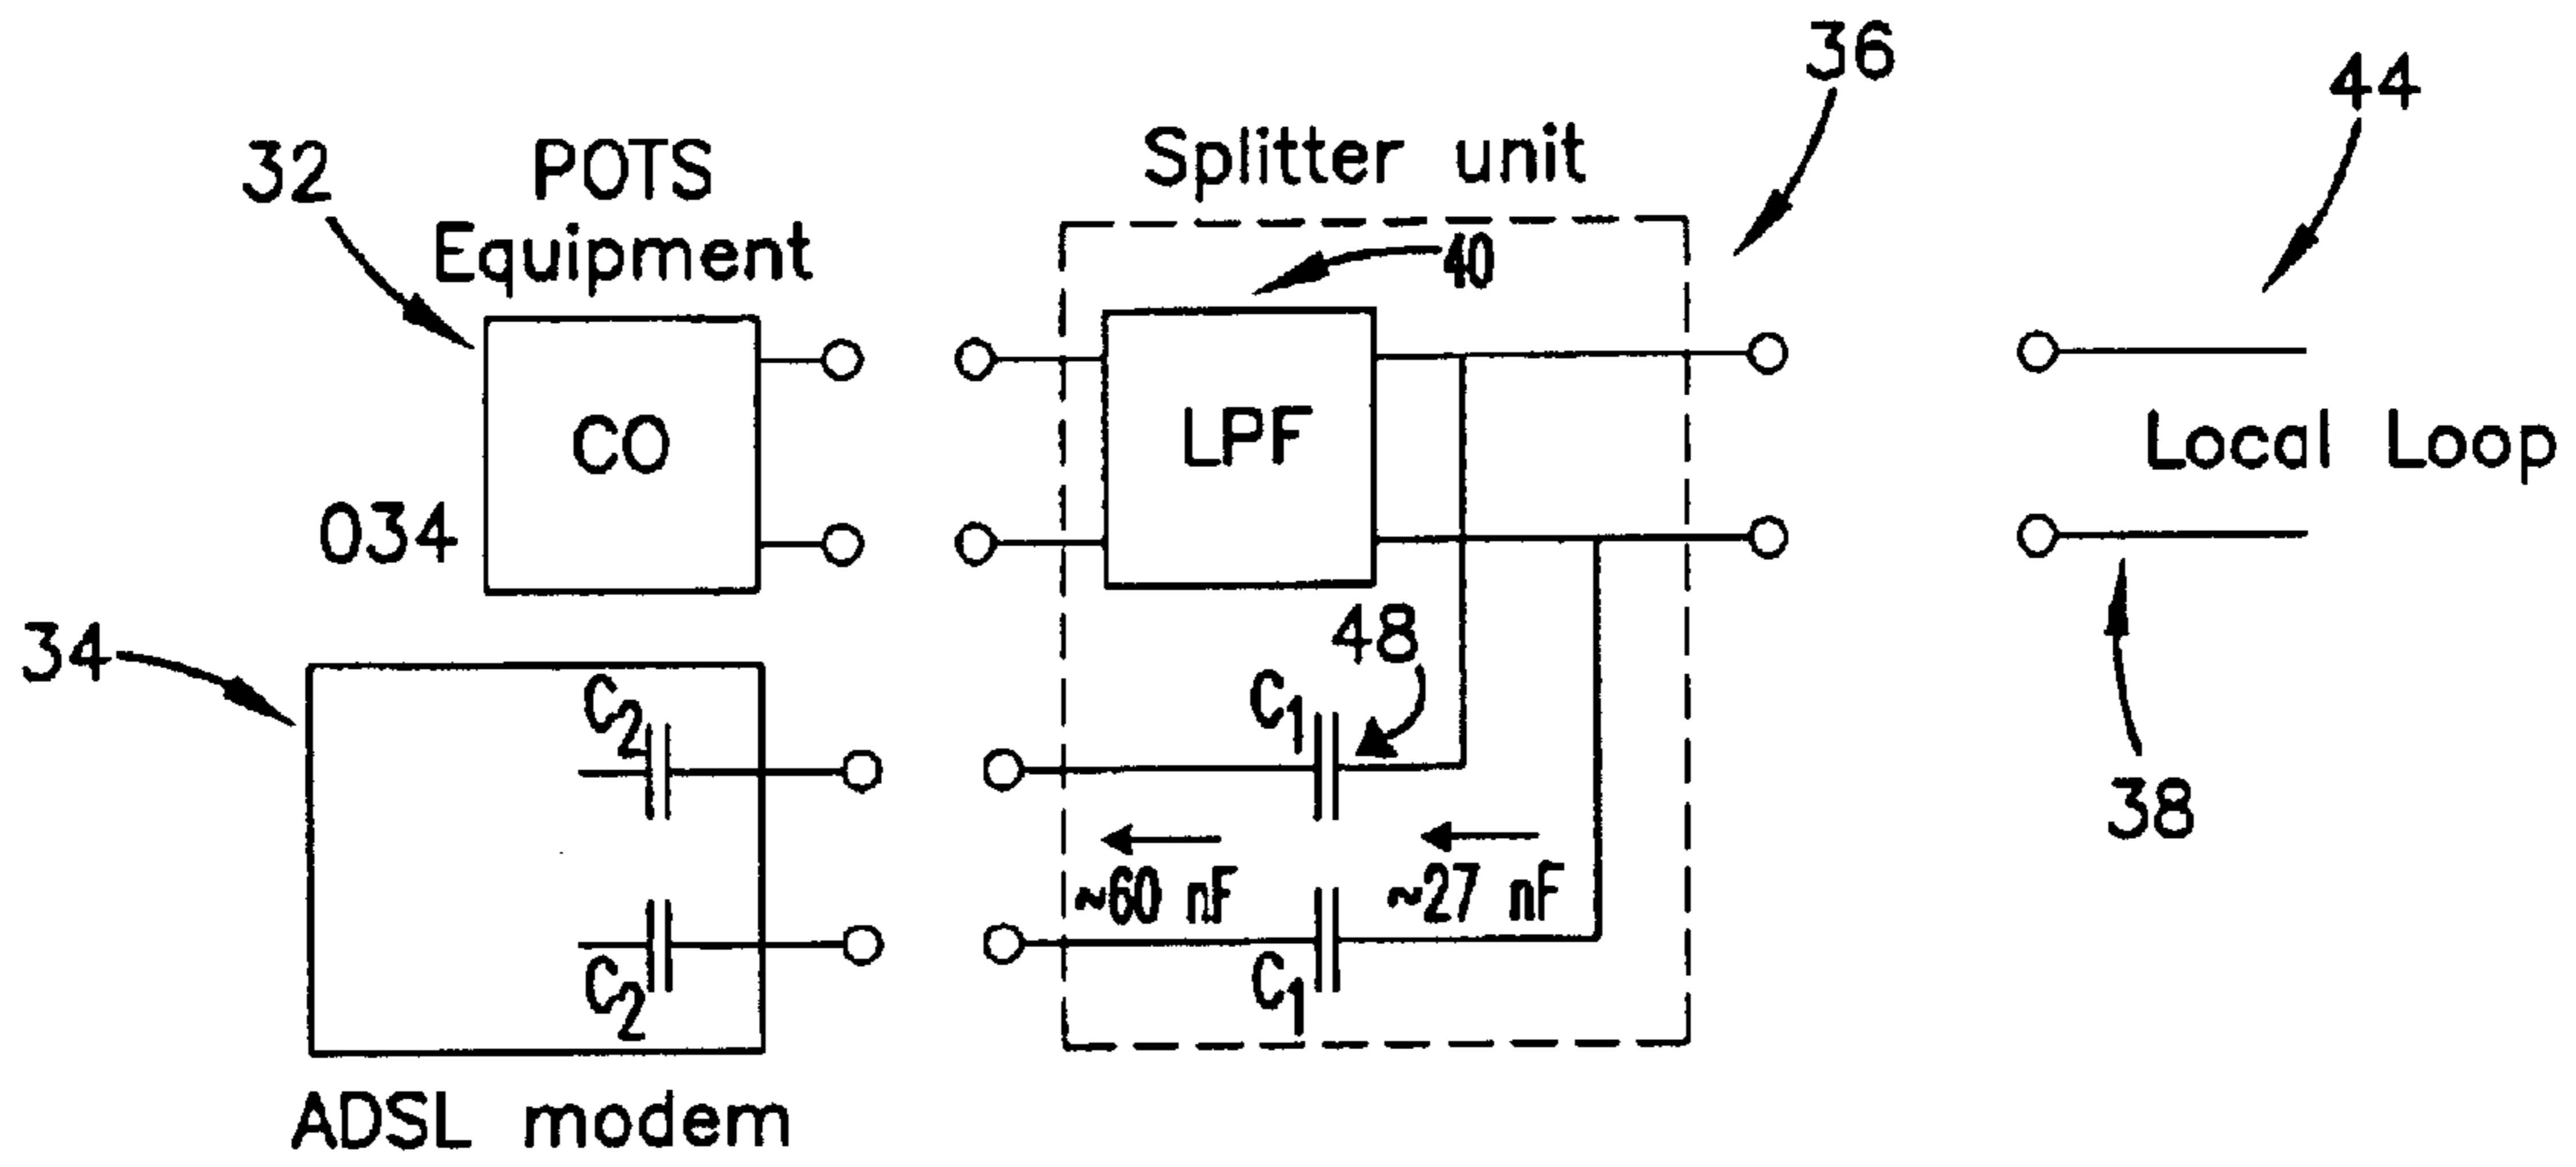 36
44
32
POTS
Equipment
Splitter unit
40
CO
LPF
Local Loop
034
34
48
C2
C1
38
~60 nF
~27 nF
C2
C1
ADSL modem